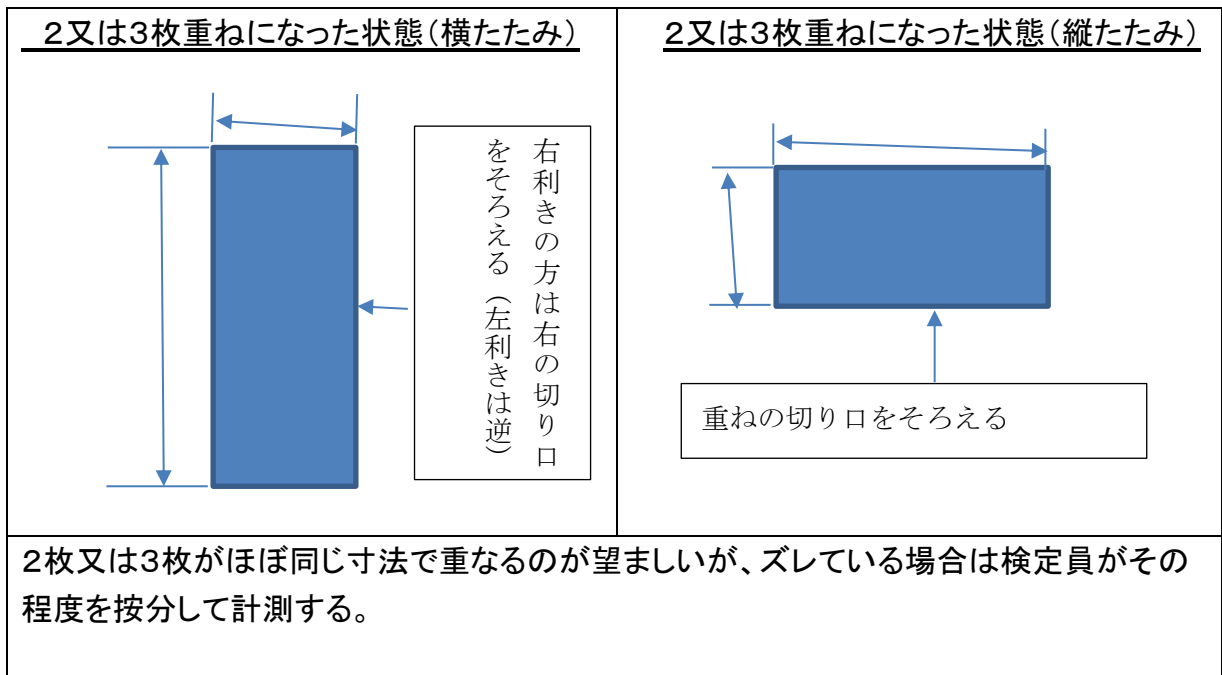 2又は3枚重ねになった状態(横たたみ)
右利きの方は右の切り口
をそろえる(左利きは逆)
2又は3枚重ねになった状態(縦たたみ)
重ねの切り口をそろえる
2枚又は3枚がほぼ同じ寸法で重なるのが望ましいが、ズレている場合は検定員がその
程度を按分して計測する。